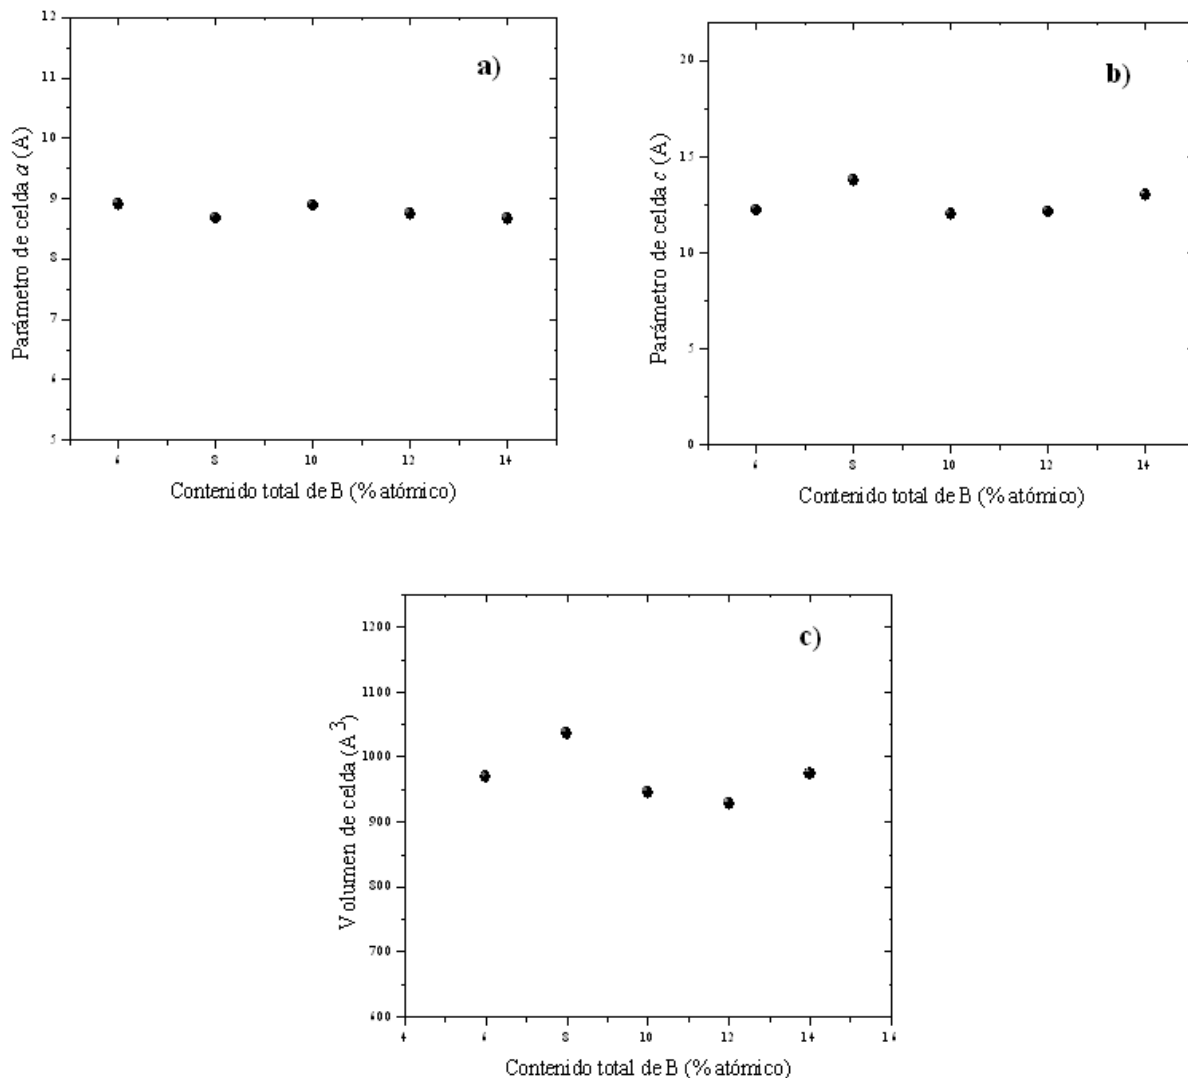 a)
12
11
10
9
8
7
6
5
Parámetro de celda a (A)
6 8 10 12 14
Contenido total de B (% atómico)
b)
20
15
10
5
0
Parámetro de celda c (A)
6 8 10 12 14
Contenido total de B (% atómico)
c)
1200
1100
1000
900
800
700
600
Volumen de celda (A3)
4 6 8 10 12 14 16
Contenido total de B (% atómico)